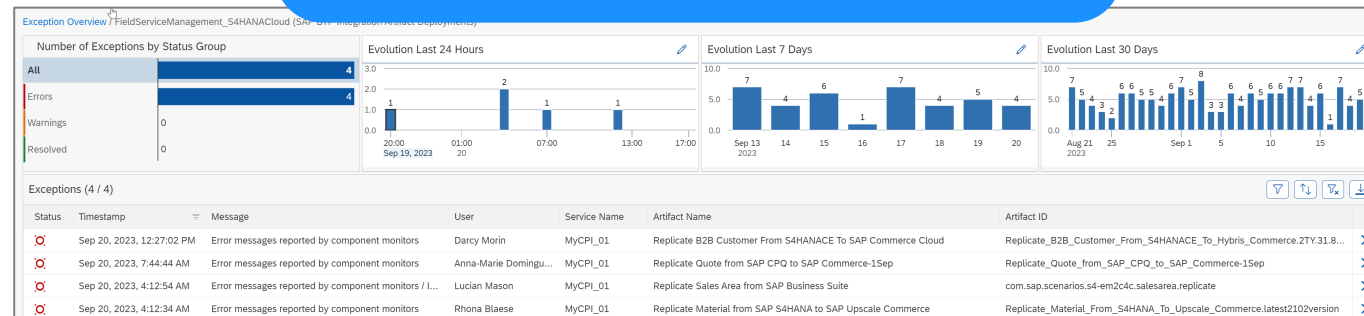 Exception Overview / FieldServiceManagement_S4HANACloud (SAP BTP Integration Artifact Deployments)
Number of Exceptions by Status Group
All 4
Errors 4
Warnings 0
Resolved 0
Evolution Last 24 Hours
3.0
2.0
1.0
0.0
1 2 1 1
20:00 01:00 07:00 13:00 17:00
Sep 19, 2023 20
Evolution Last 7 Days
10.0
5.0
0.0
7 4 6 1 7 4 5 4
Sep 13 14 15 16 17 18 19 20
2023
Evolution Last 30 Days
10.0
5.0
0.0
7 5 4 3 2 6 6 5 5 4 6 7 6 8 3 3 6 4 6 5 6 6 7 7 4 6 1 7 4 5
Aug 21 25 Sep 1 5 10 15
2023
Exceptions (4 / 4)
Status Timestamp Message User Service Name Artifact Name Artifact ID
Sep 20, 2023, 12:27:02 PM Error messages reported by component monitors Darcy Morin MyCPI_01 Replicate B2B Customer From S4HANACE To SAP Commerce Cloud Replicate_B2B_Customer_From_S4HANACE_To_Hybris_Commerce.2TY.31.8...
Sep 20, 2023, 7:44:44 AM Error messages reported by component monitors Anna-Marie Domingu... MyCPI_01 Replicate Quote from SAP CPQ to SAP Commerce-1Sep Replicate_Quote_from_SAP_CPQ_to_SAP_Commerce-1Sep
Sep 20, 2023, 4:12:54 AM Error messages reported by component monitors / I... Lucian Mason MyCPI_01 Replicate Sales Area from SAP Business Suite com.sap.scenarios.s4-em2c4c.salesarea.replicate
Sep 20, 2023, 4:12:34 AM Error messages reported by component monitors Rhona Blaese MyCPI_01 Replicate Material from SAP S4HANA to SAP Upscale Commerce Replicate_Material_From_S4HANA_To_Upscale_Commerce.latest2102version